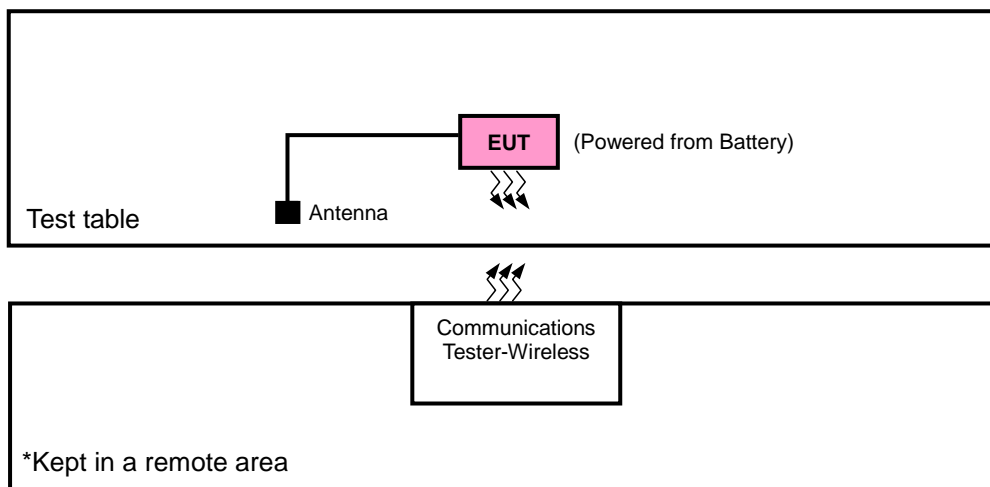 EUT
(Powered from Battery)
Antenna
Test table
Communications
Tester-Wireless
*Kept in a remote area